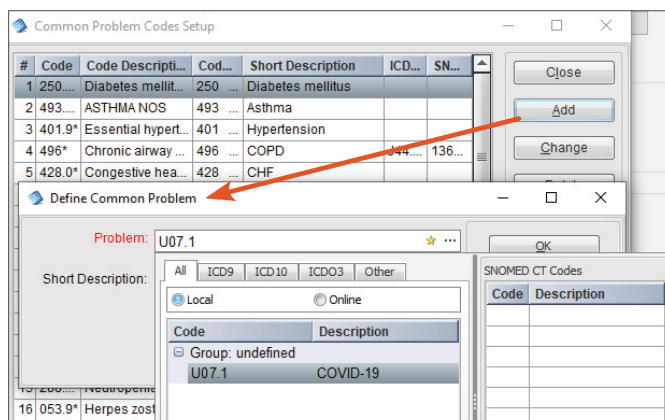 Common Problem Codes Setup
# Code Code Descripti... Cod... Short Description ICD... SN...
1 250.... Diabetes mellit... 250 ... Diabetes mellitus
2 493.... ASTHMA NOS 493 ... Asthma
3 401.9* Essential hypert... 401 ... Hypertension
4 496* Chronic airway ... 496 ... COPD J44.... 136...
5 428.0* Congestive hea... 428 ... CHF
Close
Add
Change
Define Common Problem
Problem: U07.1 ...
OK
Short Description:
All ICD9 ICD10 ICDO3 Other
Local Online
Code Description
Group: undefined
U07.1 COVID-19
SNOMED CT Codes
Code Description
15 288.... Neutropenia
16 053.9* Herpes zost